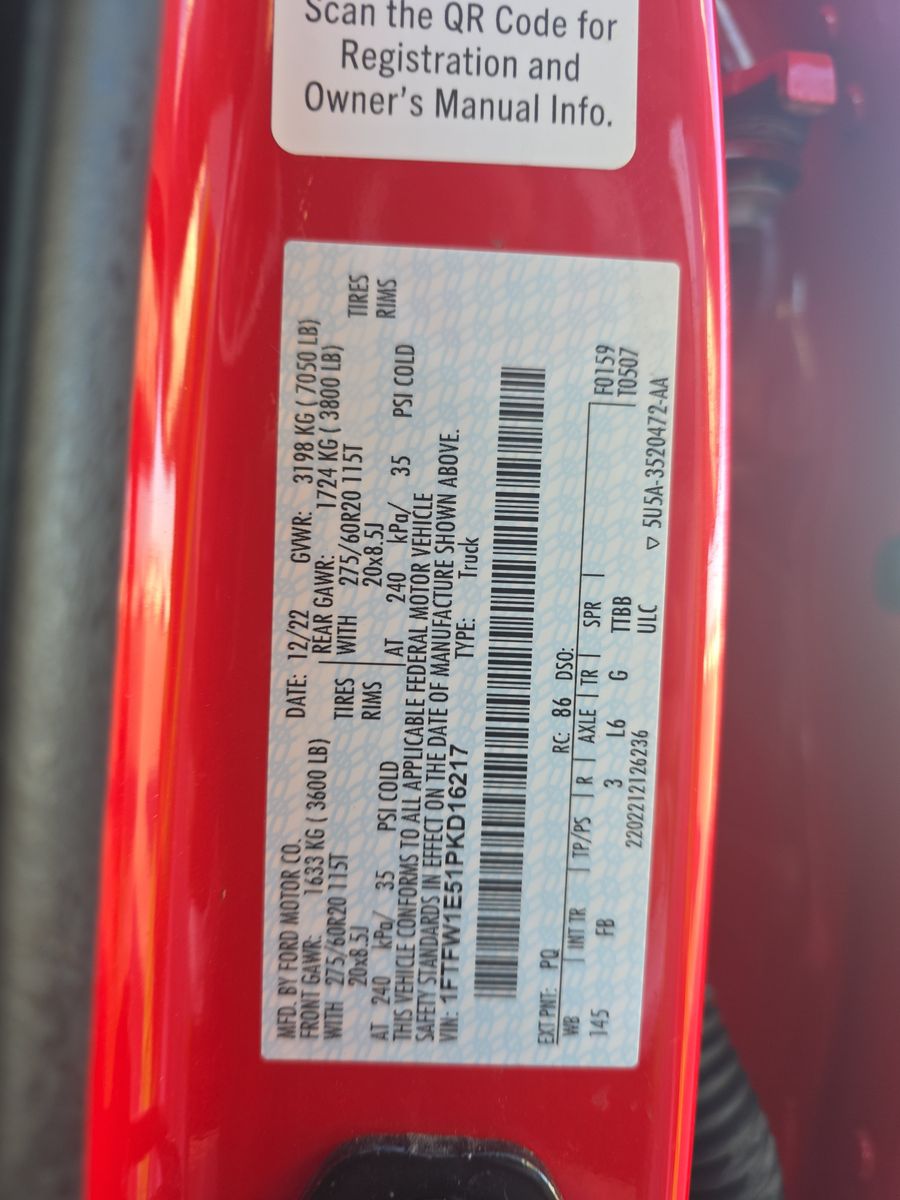 Scan the QR Code for
Registration and
Owner's Manual Info.
MFD. BY FORD MOTOR CO.
DATE: 12/22 GVWR: 3198 KG ( 7050 LB)
FRONT GAWR: 1633 KG ( 3600 LB) REAR GAWR: 1724 KG ( 3800 LB)
WITH 275/60R20 115T TIRES WITH 275/60R20 115T TIRES
20x8.5J RIMS 20x8.5J RIMS
AT 240 kPa/ 35 PSI COLD AT 240 kPa/ 35 PSI COLD
THIS VEHICLE CONFORMS TO ALL APPLICABLE FEDERAL MOTOR VEHICLE
SAFETY STANDARDS IN EFFECT ON THE DATE OF MANUFACTURE SHOWN ABOVE.
VIN: 1FTFW1E51PKD16217 TYPE: Truck
EXT PNT: PQ RC: 86 DSO:
WB INT TR TP/PS R AXLE TR SPR F0159
145 FB 3 L6 G TTBB T0507
2202212126236 ULC ▽ 5U5A-3520472-AA